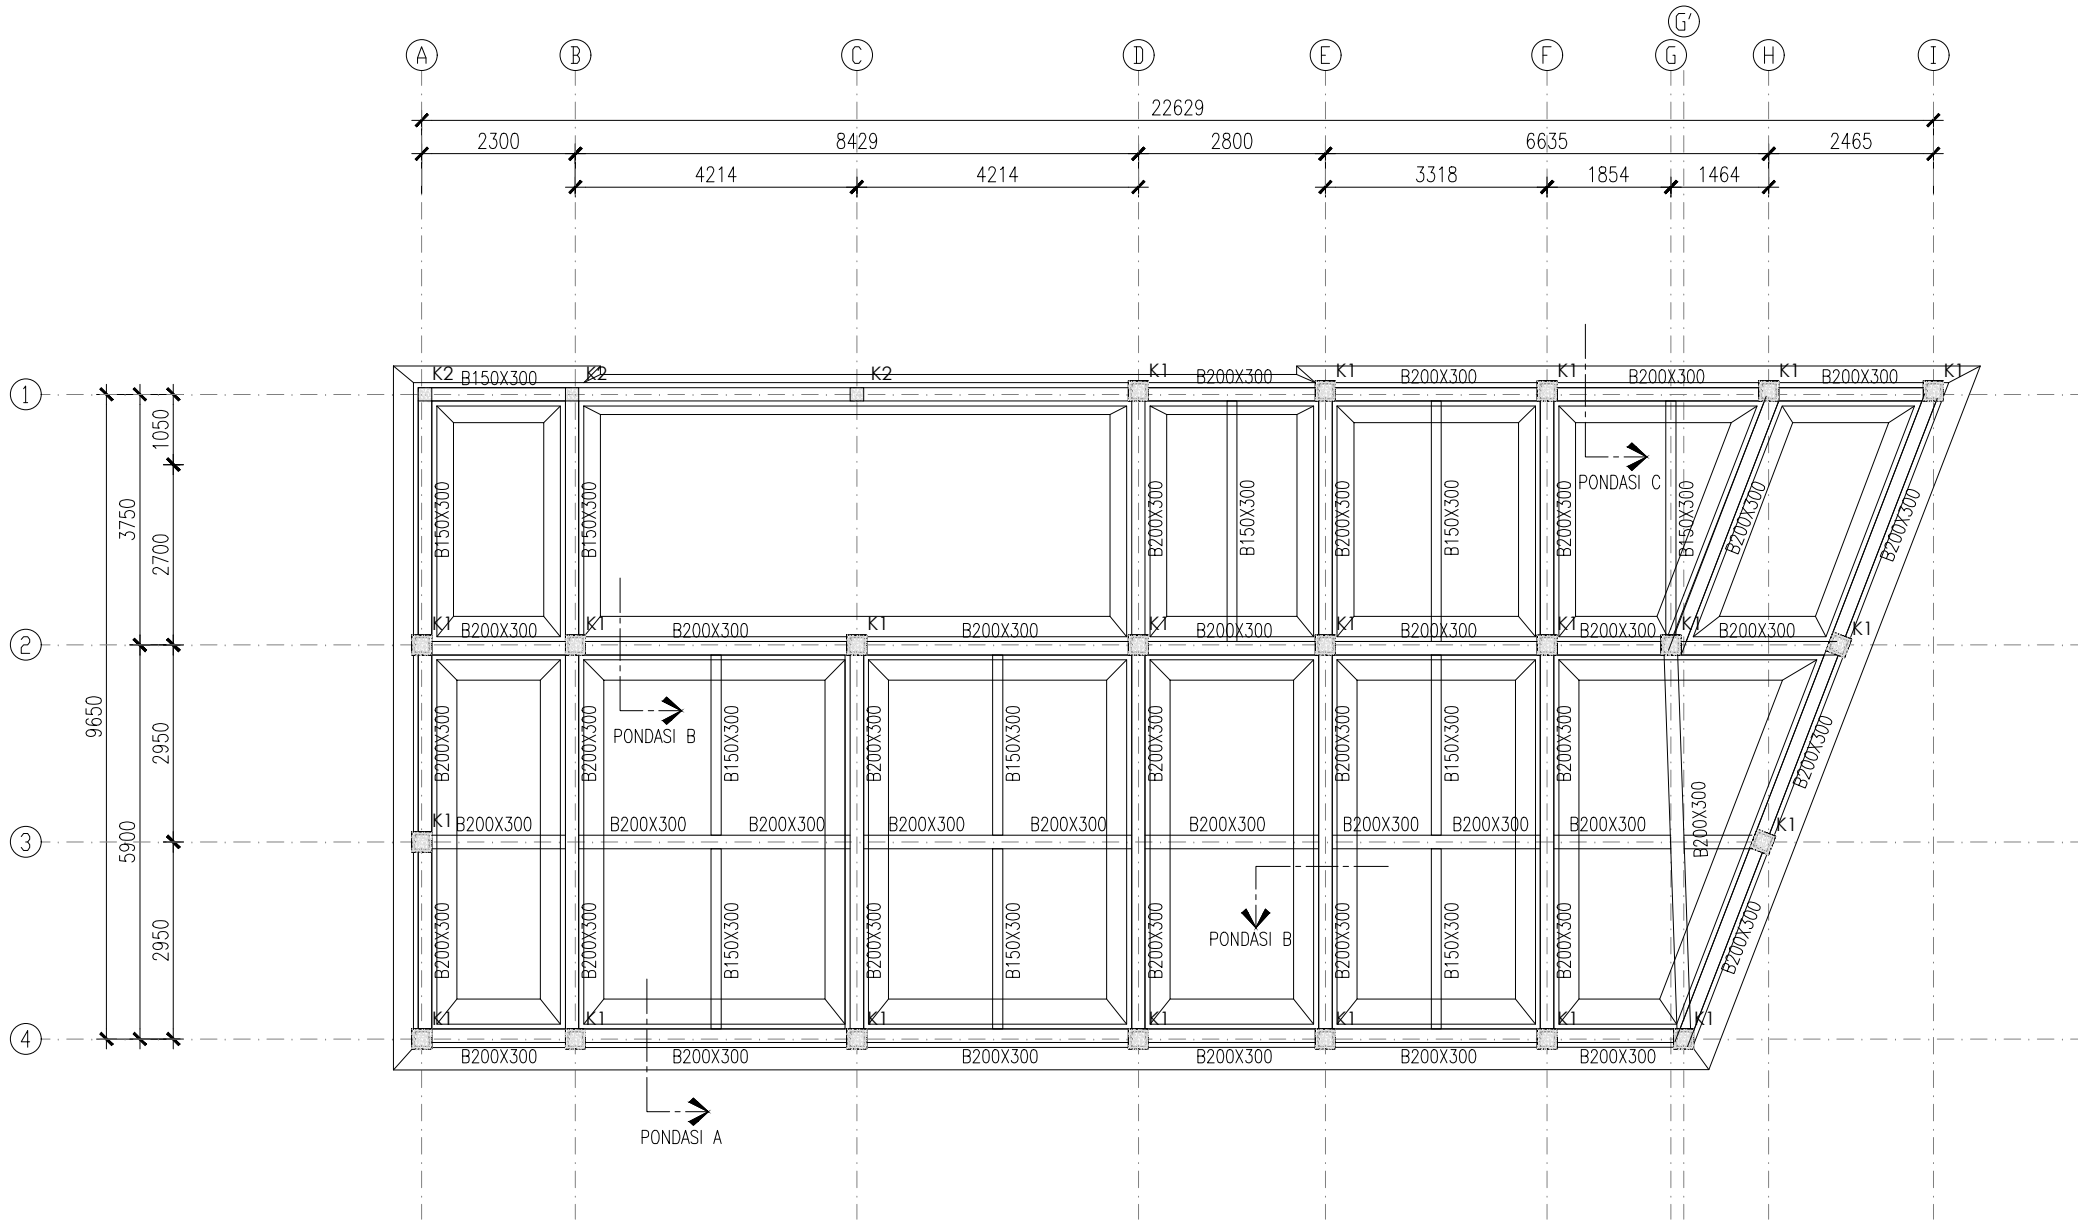 G'
A B C D E F G H I
22629
2300 8429 2800 6635 2465
4214 4214 3318 1854 1464
K2 K2 K2 K1 K1 K1 K1 K1
B150X300 B200X300 B200X300 B200X300 B200X300
1
1050
PONDASI C
3750 2700
B150X300 B150X300 B200X300 B150X300 B200X300 B150X300 B200X300 B150X300 B200X300 B200X300
K1 K1 K1 K1 K1 K1 K1 K1
B200X300 B200X300 B200X300 B200X300 B200X300 B200X300 B200X300
2
9650 2950
PONDASI B
B200X300 B200X300 B150X300 B200X300 B150X300 B200X300 B200X300 B150X300 B200X300 B200X300
K1 K1
B200X300 B200X300 B200X300 B200X300 B200X300 B200X300 B200X300 B200X300 B200X300
B200X300
3
5900 2950
PONDASI B
B200X300 B200X300 B150X300 B200X300 B150X300 B200X300 B200X300 B150X300 B200X300 B200X300
K1 K1 K1 K1 K1 K1 K1
4
B200X300 B200X300 B200X300 B200X300 B200X300 B200X300
PONDASI A